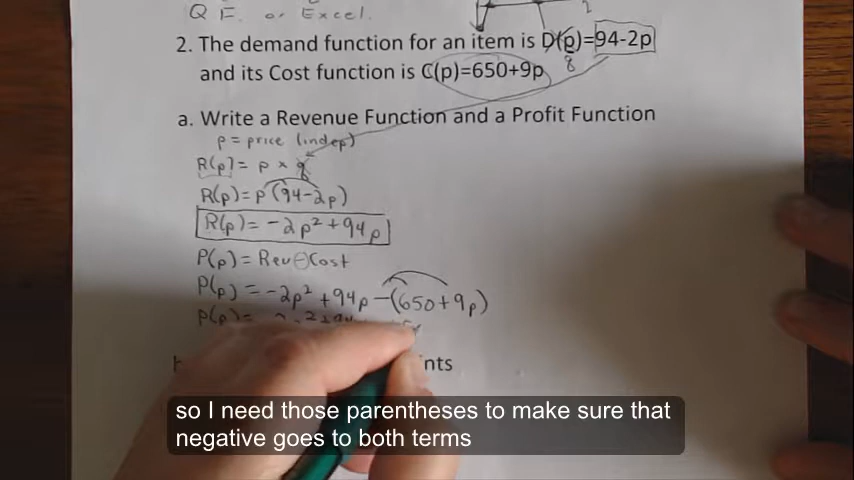 Q F. or Excel.
2. The demand function for an item is D(p)=94-2p
and its Cost function is C(p)=650+9p
a. Write a Revenue Function and a Profit Function
p = price (indep)
R(p) = p × q
R(p) = p(94-2p)
R(p) = -2p² + 94p
P(p) = Rev - Cost
P(p) = -2p² + 94p - (650 + 9p)
P(p) =
so I need those parentheses to make sure that
negative goes to both terms